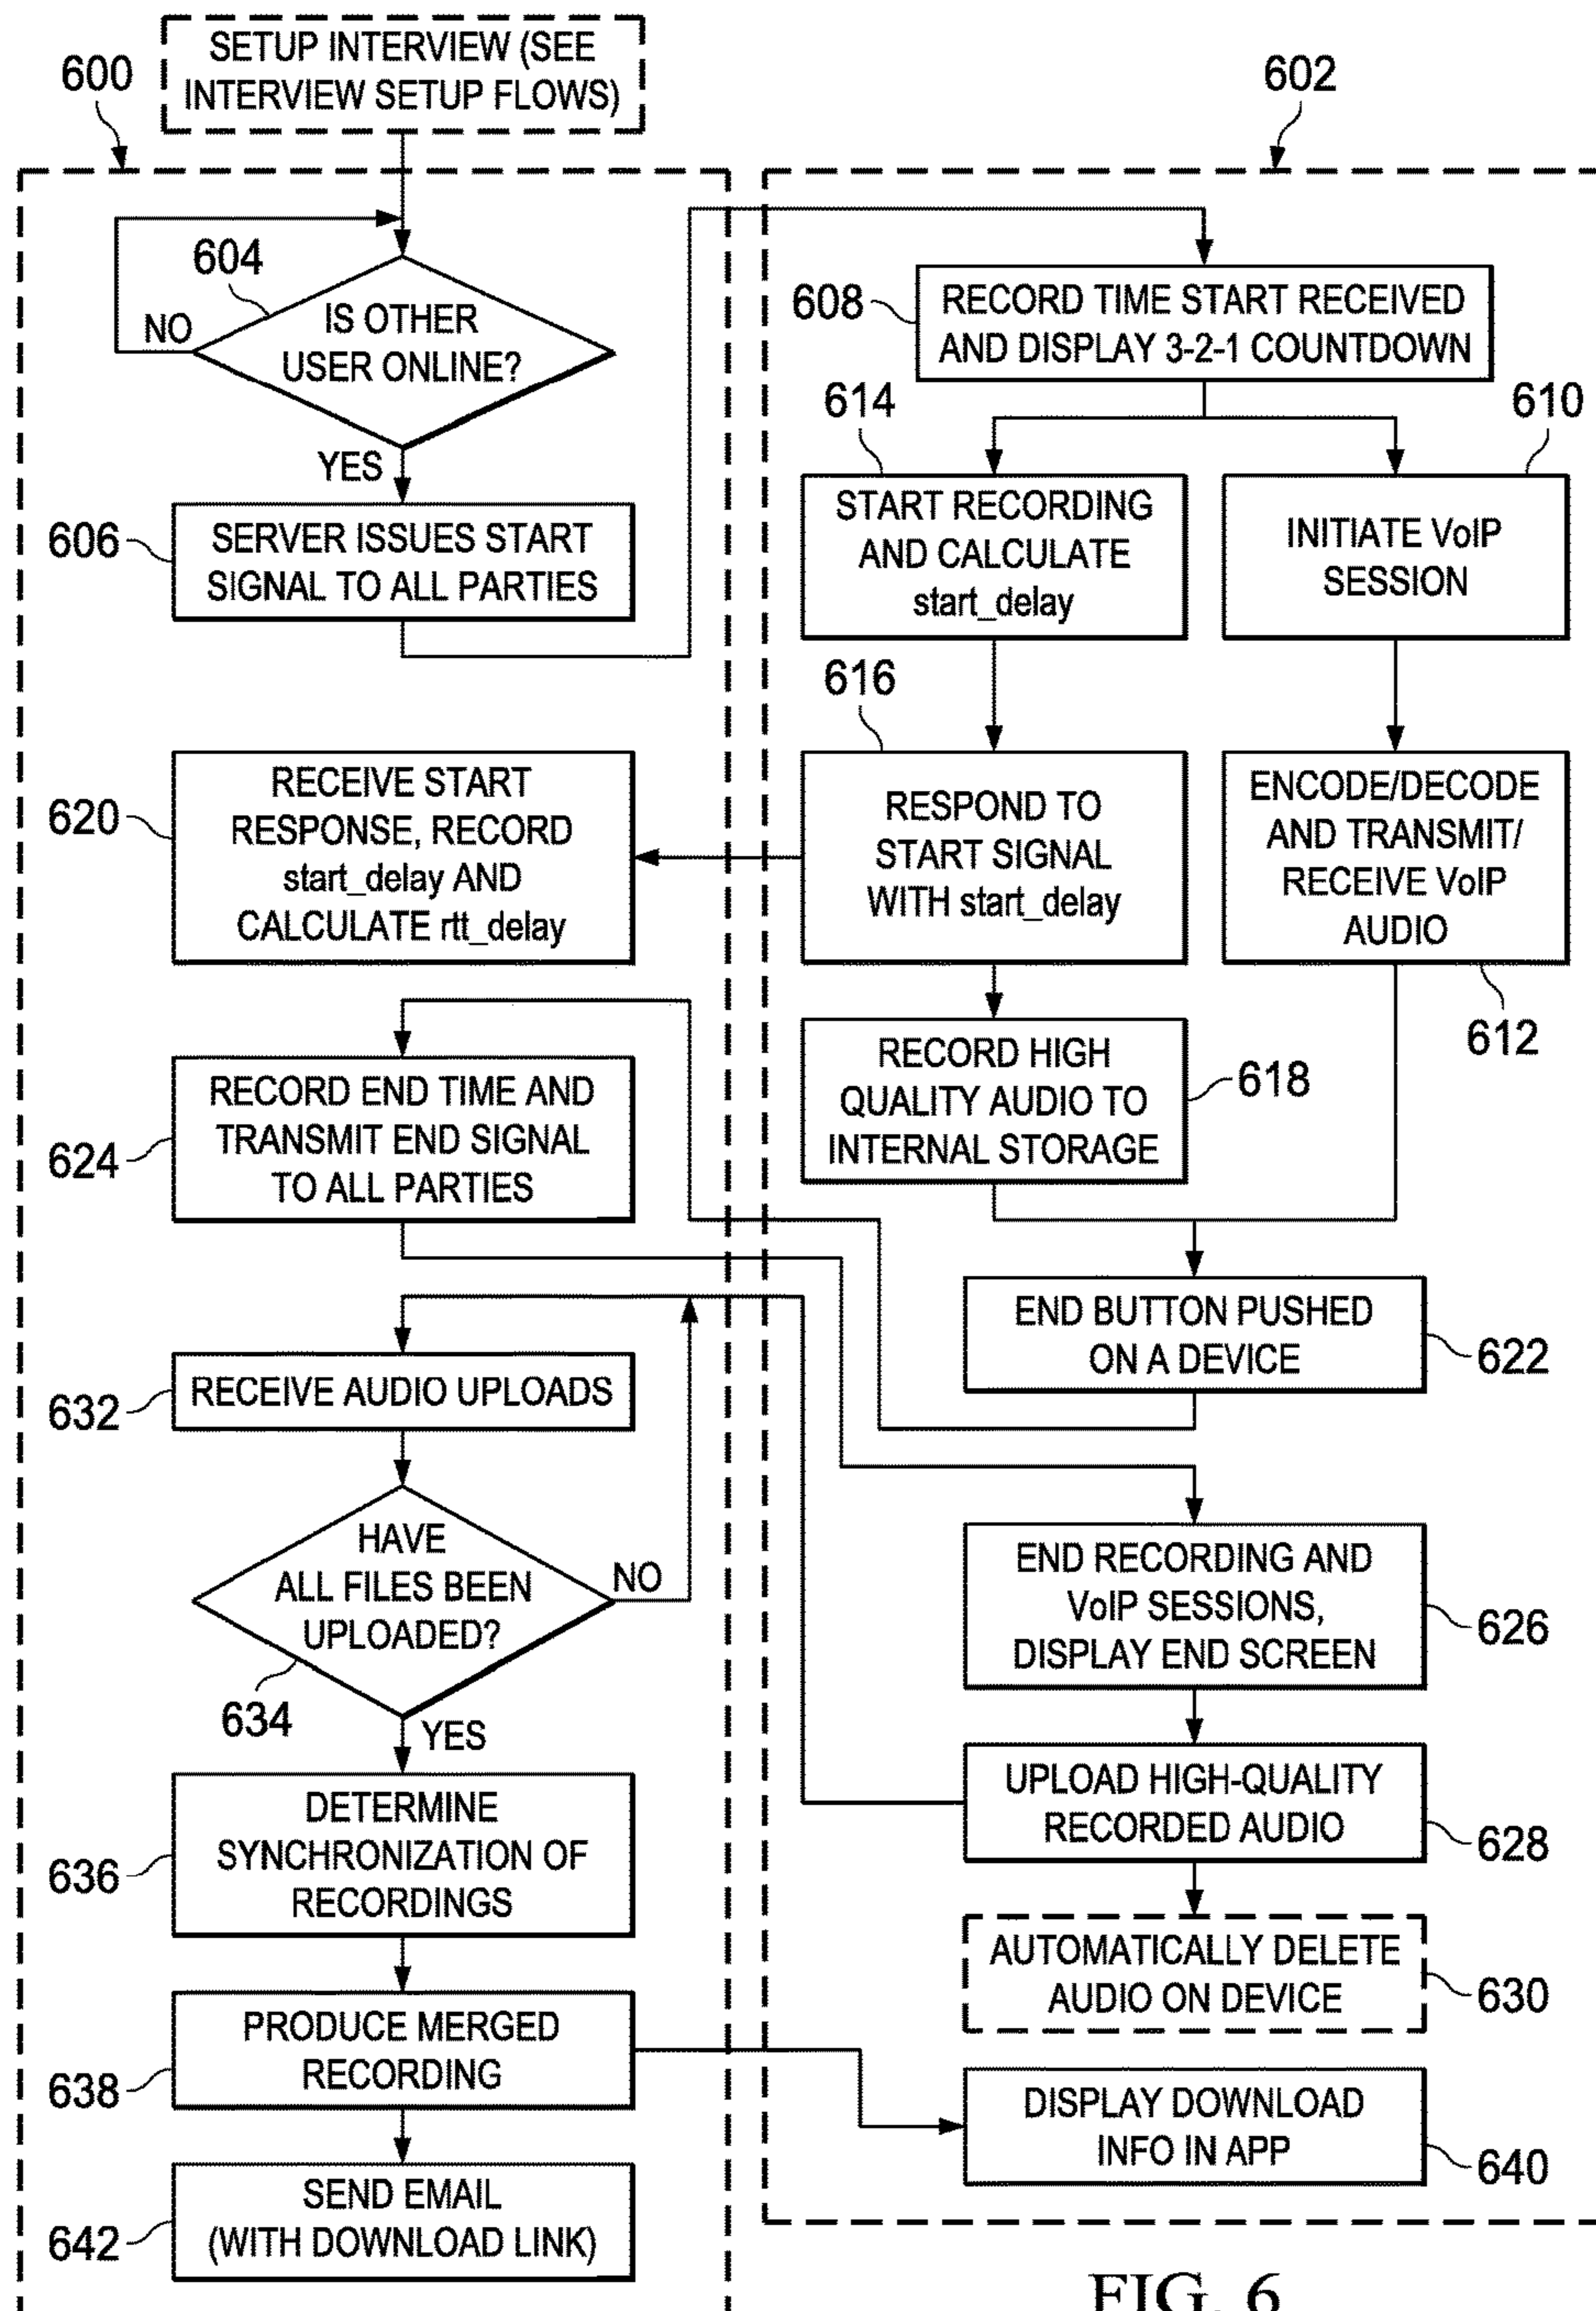 SETUP INTERVIEW (SEE
INTERVIEW SETUP FLOWS)
600
602
604
IS OTHER
USER ONLINE?
NO
YES
606
SERVER ISSUES START
SIGNAL TO ALL PARTIES
608
RECORD TIME START RECEIVED
AND DISPLAY 3-2-1 COUNTDOWN
614
START RECORDING
AND CALCULATE
start_delay
610
INITIATE VoIP
SESSION
616
RESPOND TO
START SIGNAL
WITH start_delay
ENCODE/DECODE
AND TRANSMIT/
RECEIVE VoIP
AUDIO
612
620
RECEIVE START
RESPONSE, RECORD
start_delay AND
CALCULATE rtt_delay
RECORD HIGH
QUALITY AUDIO TO
INTERNAL STORAGE
618
624
RECORD END TIME AND
TRANSMIT END SIGNAL
TO ALL PARTIES
END BUTTON PUSHED
ON A DEVICE
622
632
RECEIVE AUDIO UPLOADS
HAVE
ALL FILES BEEN
UPLOADED?
NO
634
YES
END RECORDING AND
VoIP SESSIONS,
DISPLAY END SCREEN
626
UPLOAD HIGH-QUALITY
RECORDED AUDIO
628
636
DETERMINE
SYNCHRONIZATION OF
RECORDINGS
AUTOMATICALLY DELETE
AUDIO ON DEVICE
630
638
PRODUCE MERGED
RECORDING
DISPLAY DOWNLOAD
INFO IN APP
640
642
SEND EMAIL
(WITH DOWNLOAD LINK)
FIG. 6